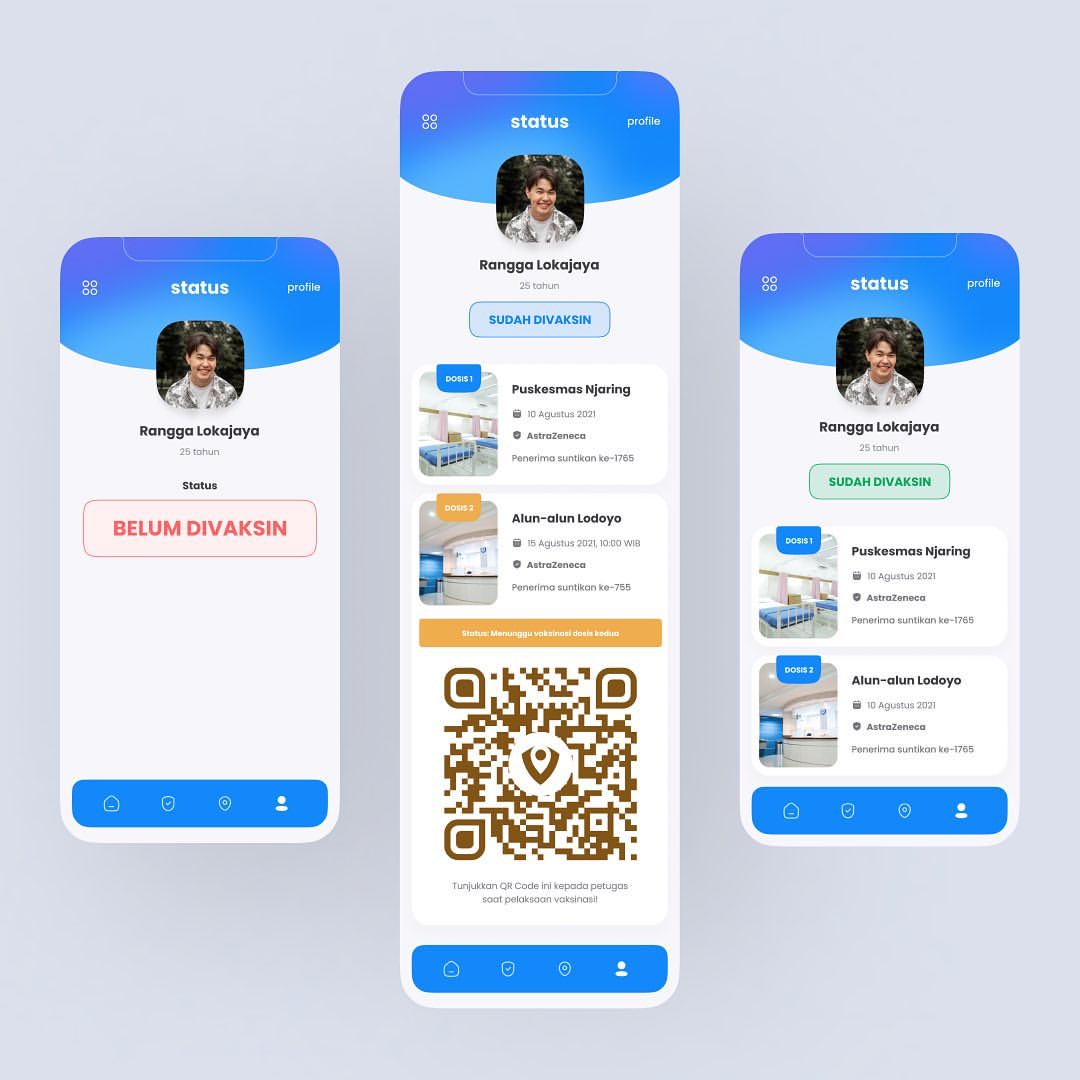 status
profile
Rangga Lokajaya
25 tahun
Status
BELUM DIVAKSIN
status
profile
Rangga Lokajaya
25 tahun
SUDAH DIVAKSIN
DOSIS 1
Puskesmas Njaring
10 Agustus 2021
AstraZeneca
Penerima suntikan ke-1765
DOSIS 2
Alun-alun Lodoyo
15 Agustus 2021, 10:00 WIB
AstraZeneca
Penerima suntikan ke-755
Status: Menunggu vaksinasi dosis kedua
Tunjukkan QR Code ini kepada petugas
saat pelaksaan vaksinasi!
status
profile
Rangga Lokajaya
25 tahun
SUDAH DIVAKSIN
DOSIS 1
Puskesmas Njaring
10 Agustus 2021
AstraZeneca
Penerima suntikan ke-1765
DOSIS 2
Alun-alun Lodoyo
10 Agustus 2021
AstraZeneca
Penerima suntikan ke-1765